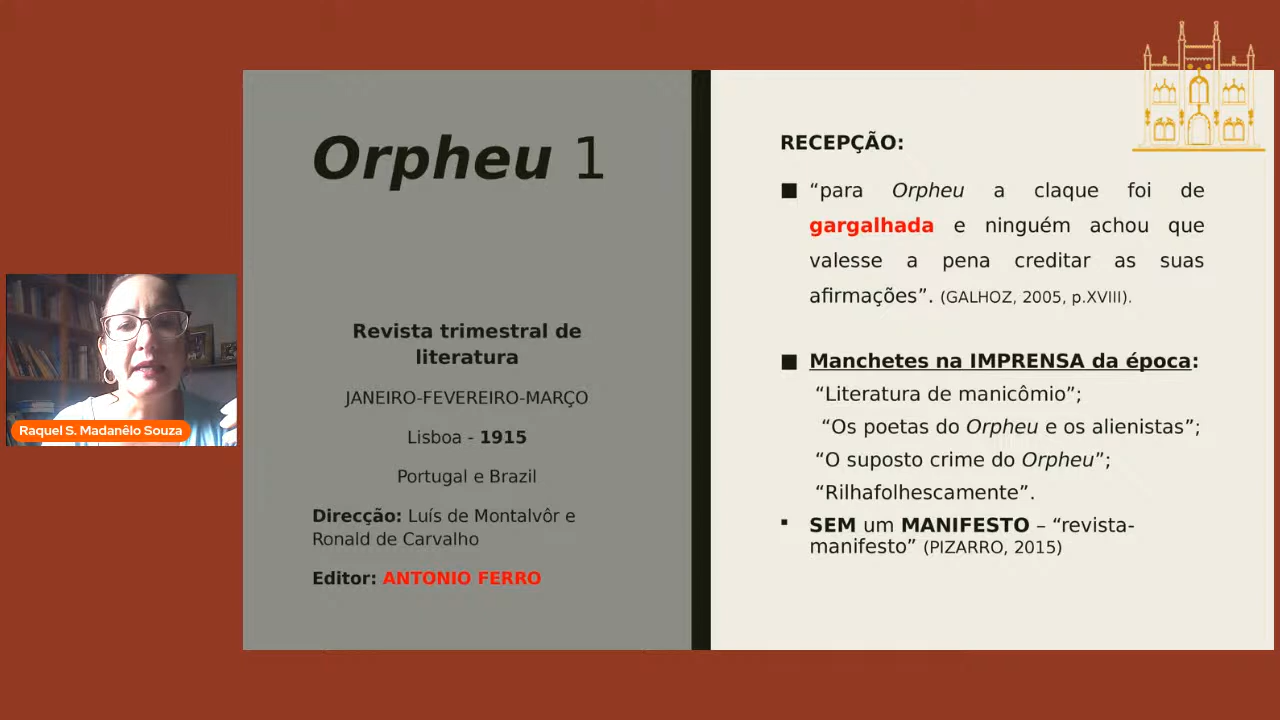 Orpheu 1
Revista trimestral de
literatura
JANEIRO-FEVEREIRO-MARÇO
Lisboa - 1915
Portugal e Brazil
Direcção: Luís de Montalvôr e
Ronald de Carvalho
Editor: ANTONIO FERRO
RECEPÇÃO:
■ “para Orpheu a claque foi de
gargalhada e ninguém achou que
valesse a pena creditar as suas
afirmações”. (GALHOZ, 2005, p.XVIII).
■ Manchetes na IMPRENSA da época:
“Literatura de manicômio”;
“Os poetas do Orpheu e os alienistas”;
“O suposto crime do Orpheu”;
“Rilhafolhescamente”.
▪ SEM um MANIFESTO – “revista-
manifesto” (PIZARRO, 2015)
Raquel S. Madanêlo Souza